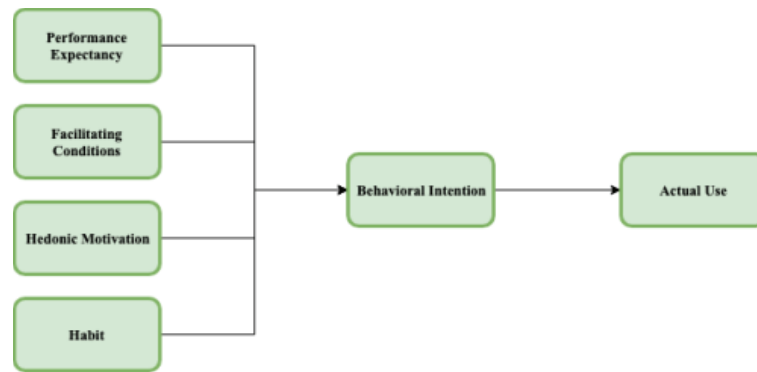 Performance
Expectancy
Facilitating
Conditions
Hedonic Motivation
Habit
Behavioral Intention
Actual Use